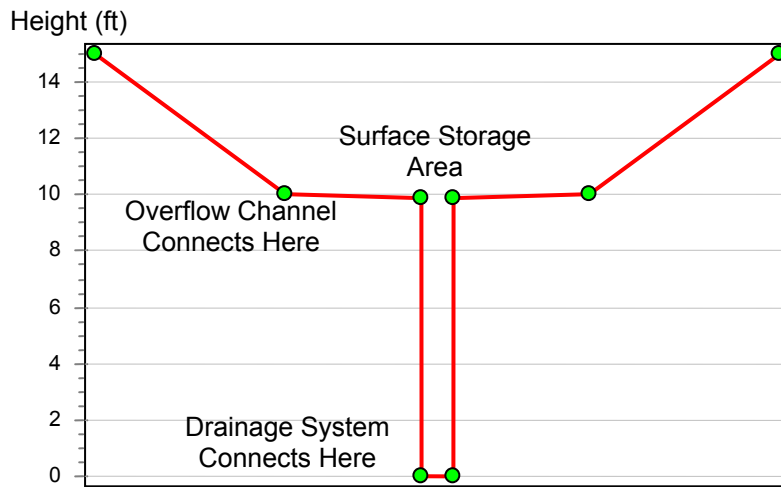 Height (ft)
14
12
Surface Storage
Area
10
Overflow Channel
Connects Here
8
6
4
2
Drainage System
Connects Here
0